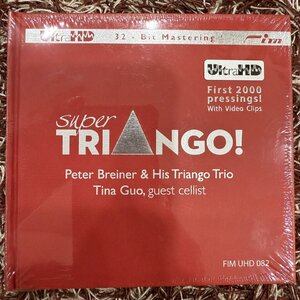 UltraHD 32 - Bit Mastering fim
UltraHD
First 2000
pressings!
With Video Clips
super
TRIANGO!
Peter Breiner & His Triango Trio
Tina Guo, guest cellist
FIM UHD 082